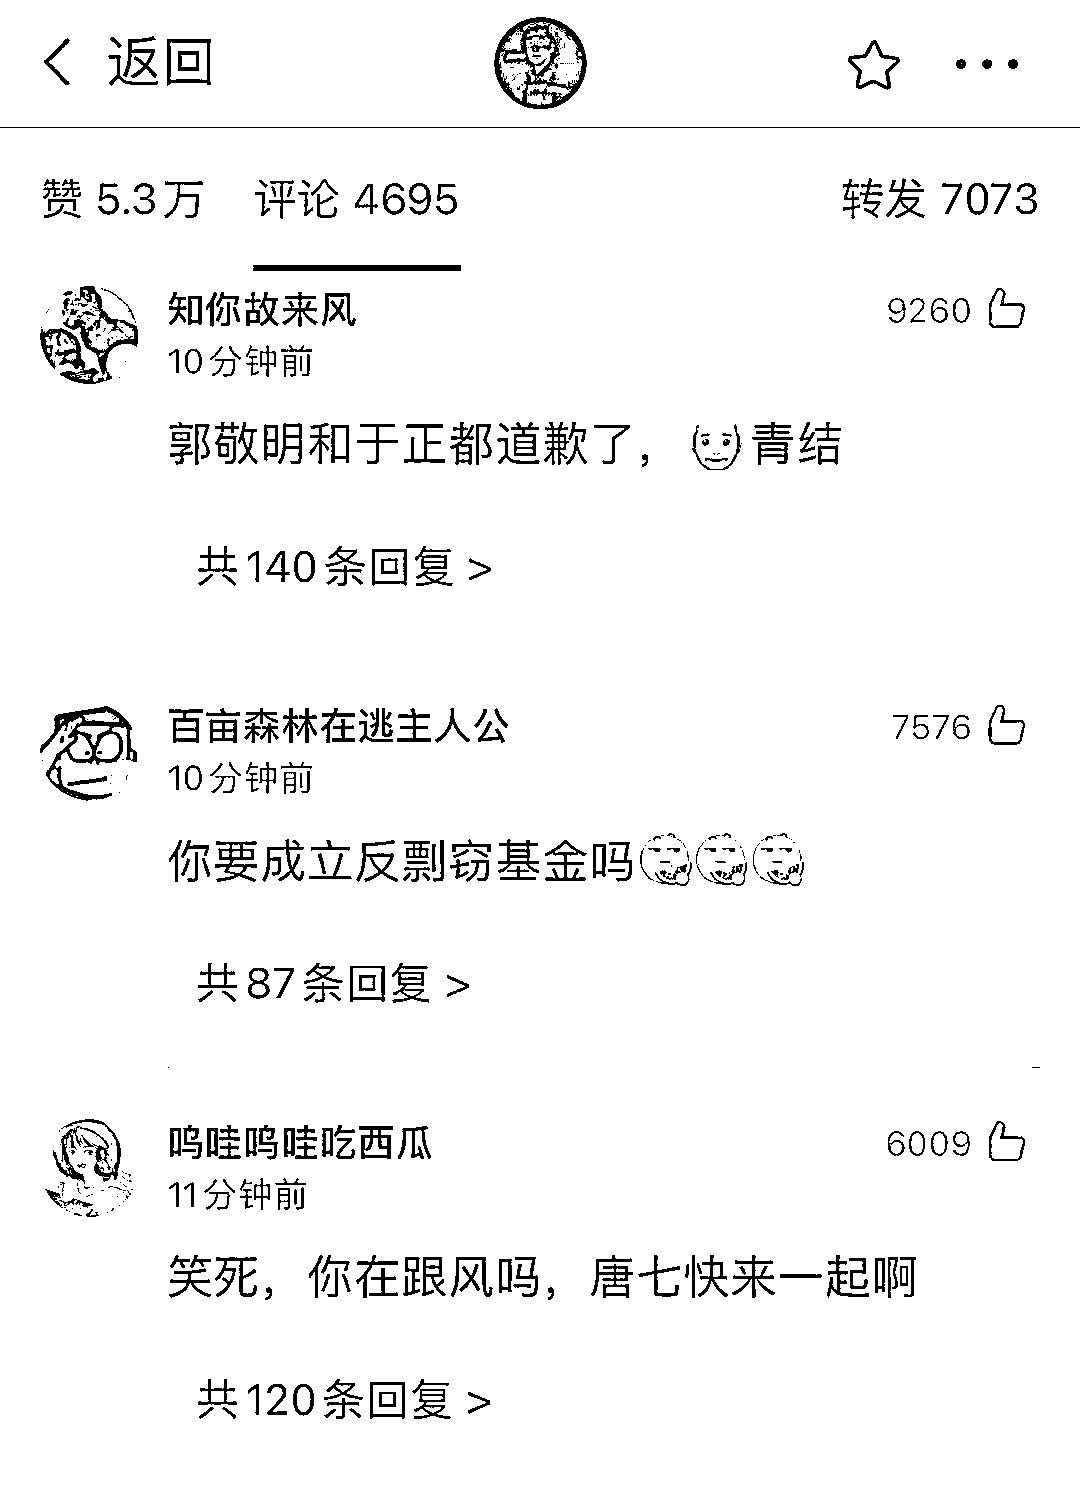 返回
赞 5.3万 评论 4695 转发 7073
知你故来风 9260
10分钟前
郭敬明和于正都道歉了，青结
共140条回复 >
百亩森林在逃主人公 7576
10分钟前
你要成立反剽窃基金吗
共87条回复 >
呜哇呜哇吃西瓜 6009
11分钟前
笑死，你在跟风吗，唐七快来一起啊
共120条回复 >